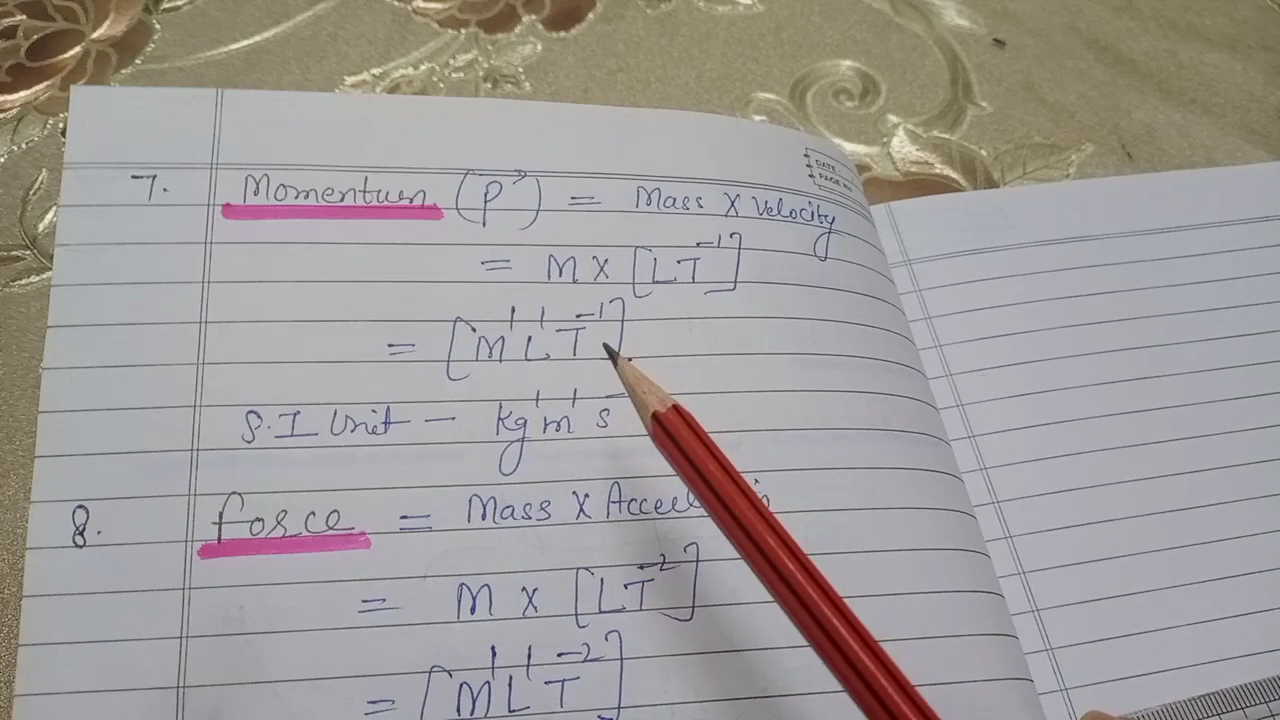 DATE
PAGE No
7. Momentum (P⃗) = Mass X Velocity
= M X [LT⁻¹]
= [M¹L¹T⁻¹]
S.I Unit - kg¹m¹s⁻
8. force = Mass X
= M X [LT⁻²]
= [M¹L¹T⁻²]